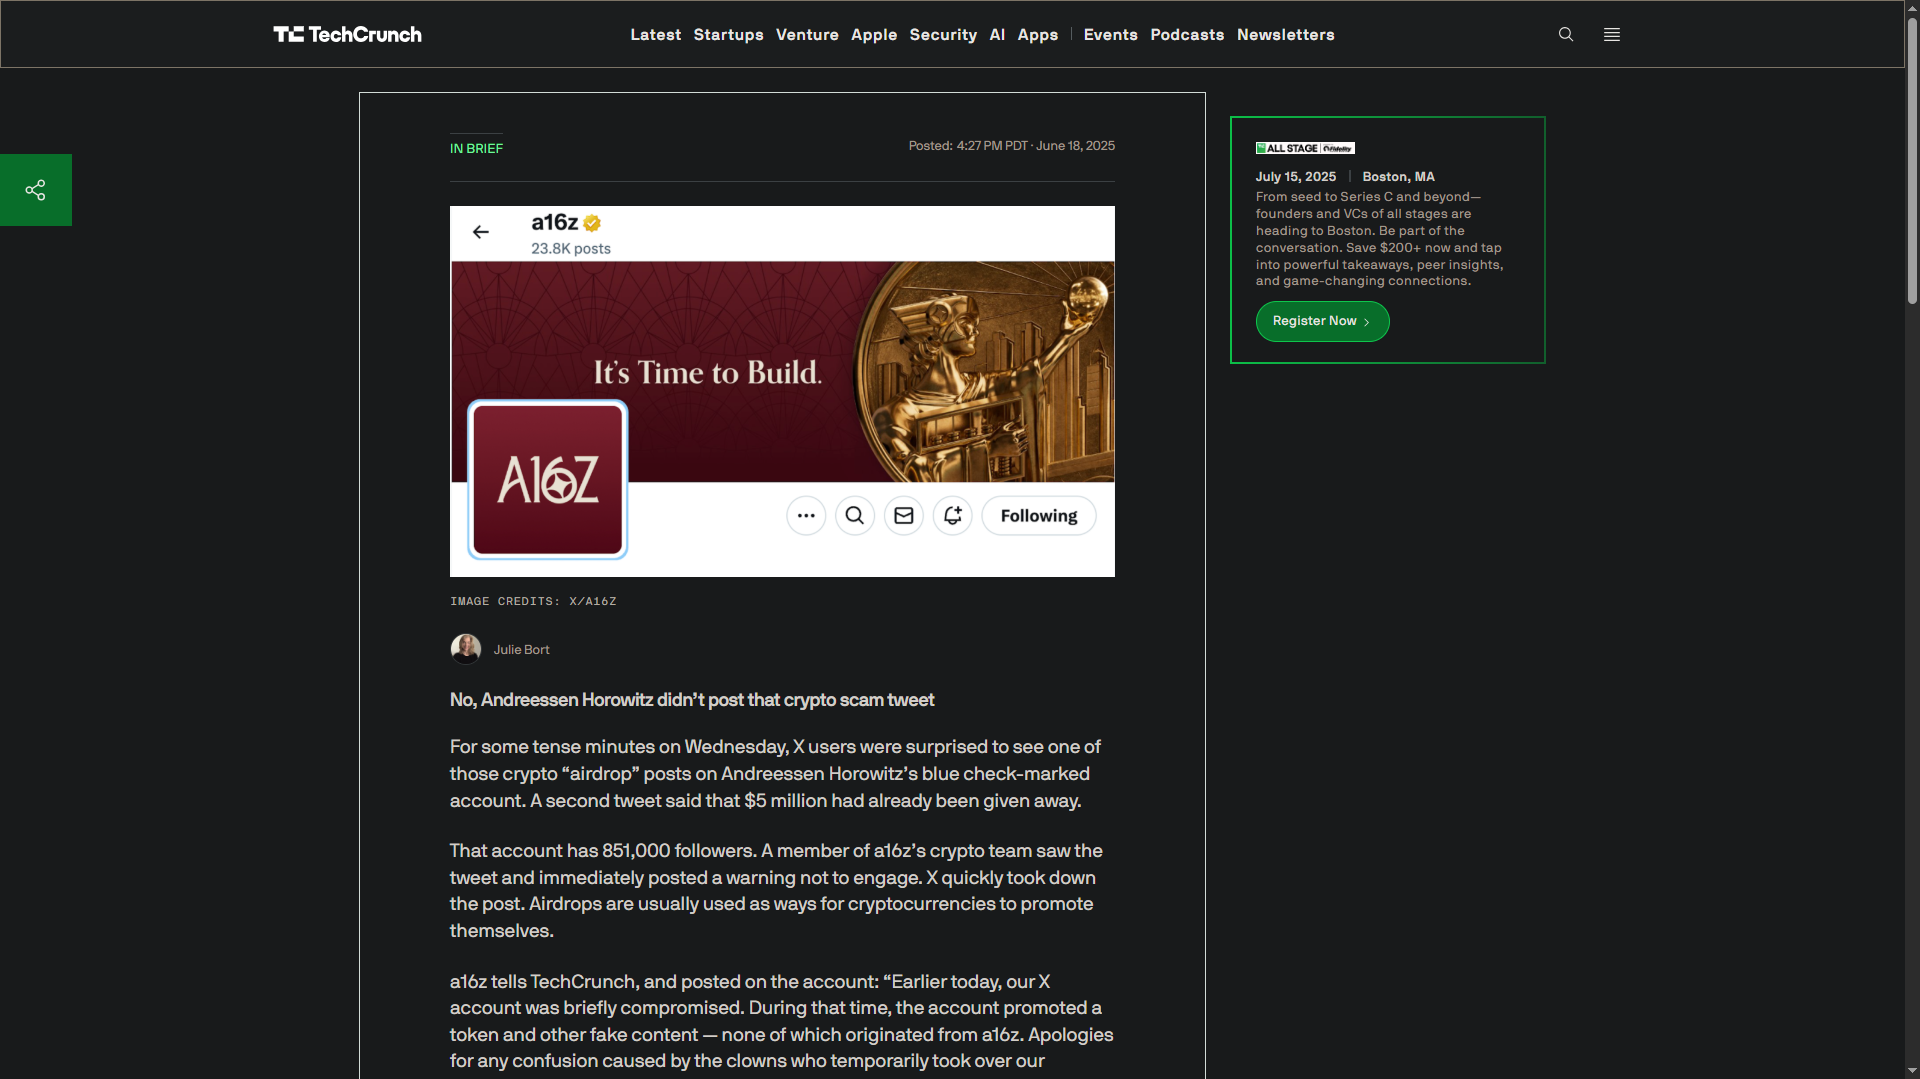 TechCrunch
Latest Startups Venture Apple Security AI Apps Events Podcasts Newsletters
IN BRIEF
Posted: 4:27 PM PDT · June 18, 2025
a16z
23.8K posts
It's Time to Build.
A16Z
Following
IMAGE CREDITS: X/A16Z
Julie Bort
No, Andreessen Horowitz didn’t post that crypto scam tweet
For some tense minutes on Wednesday, X users were surprised to see one of
those crypto “airdrop” posts on Andreessen Horowitz’s blue check-marked
account. A second tweet said that $5 million had already been given away.
That account has 851,000 followers. A member of a16z’s crypto team saw the
tweet and immediately posted a warning not to engage. X quickly took down
the post. Airdrops are usually used as ways for cryptocurrencies to promote
themselves.
a16z tells TechCrunch, and posted on the account: “Earlier today, our X
account was briefly compromised. During that time, the account promoted a
token and other fake content — none of which originated from a16z. Apologies
for any confusion caused by the clowns who temporarily took over our
ALL STAGE Fidelity
July 15, 2025 | Boston, MA
From seed to Series C and beyond—
founders and VCs of all stages are
heading to Boston. Be part of the
conversation. Save $200+ now and tap
into powerful takeaways, peer insights,
and game-changing connections.
Register Now